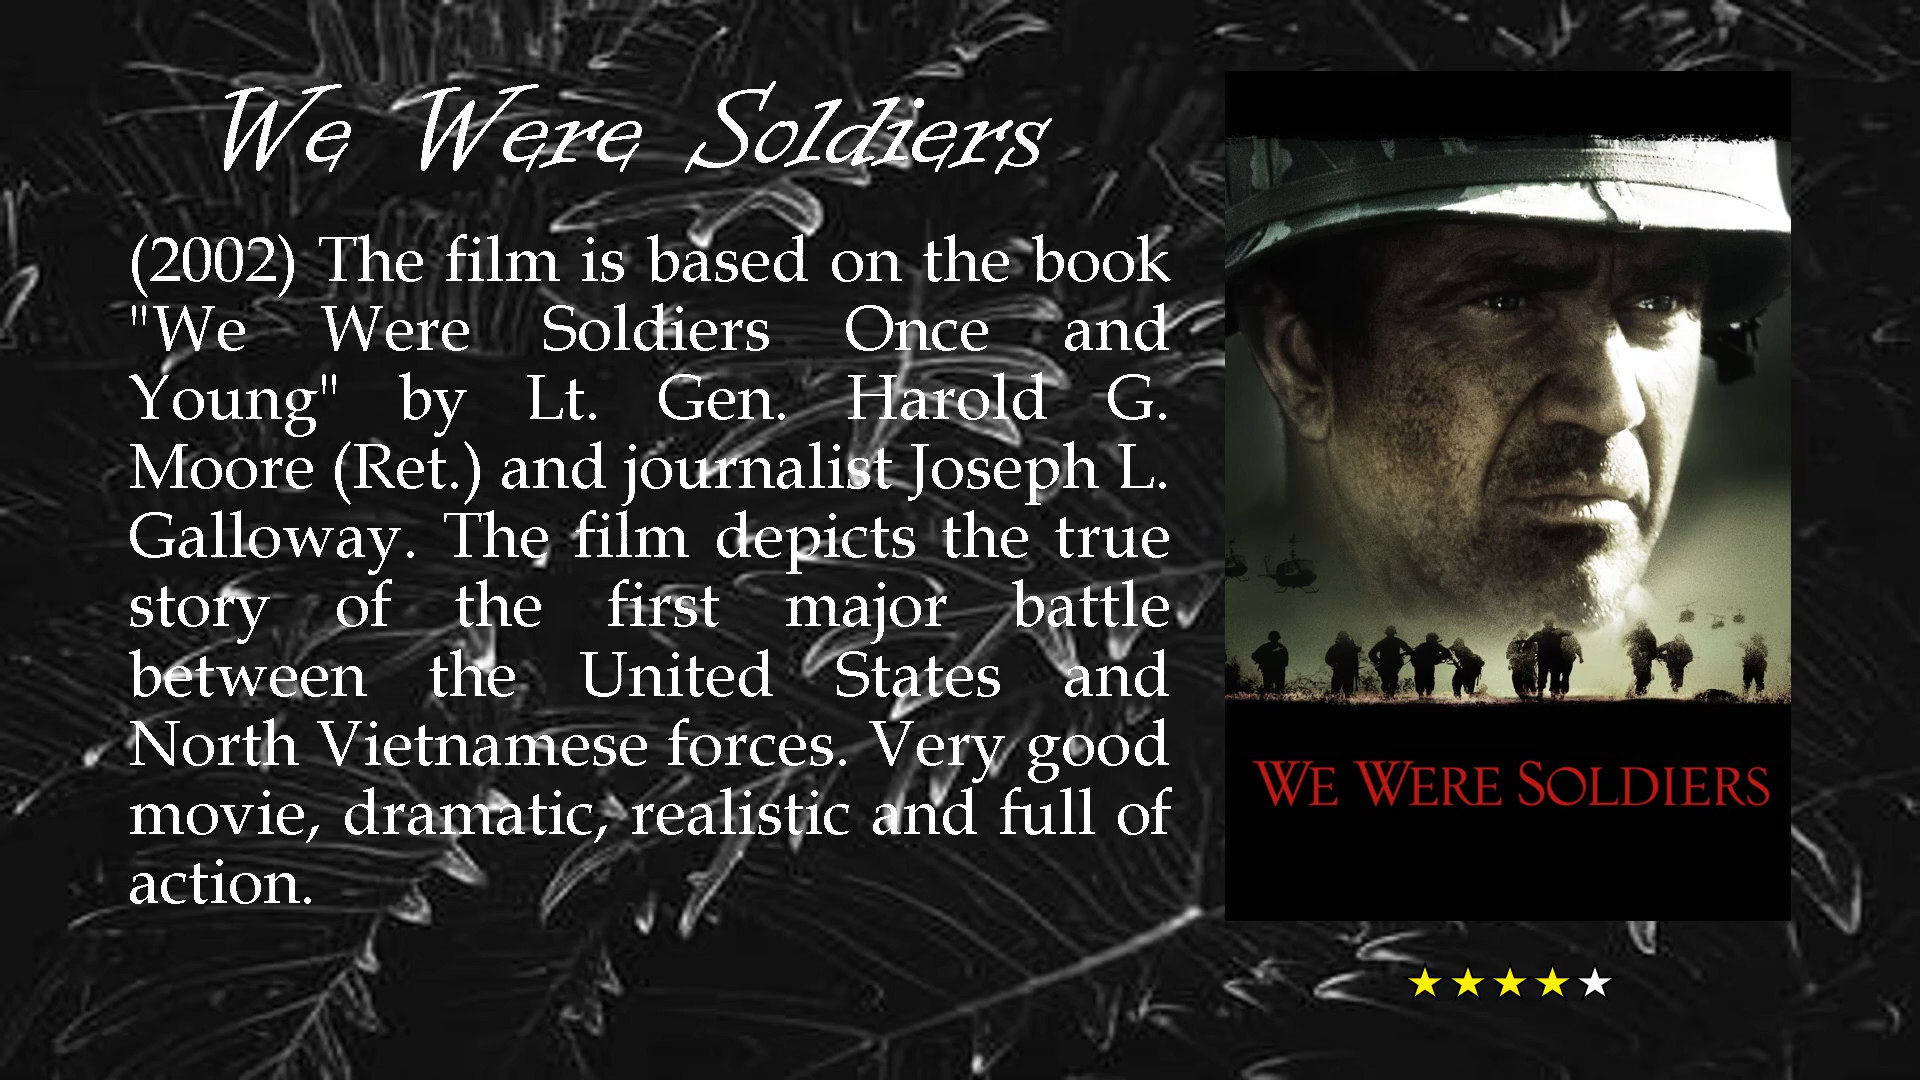 We Were Soldiers
(2002) The film is based on the book
"We Were Soldiers Once and
Young" by Lt. Gen. Harold G.
Moore (Ret.) and journalist Joseph L.
Galloway. The film depicts the true
story of the first major battle
between the United States and
North Vietnamese forces. Very good
movie, dramatic, realistic and full of
action.
WE WERE SOLDIERS